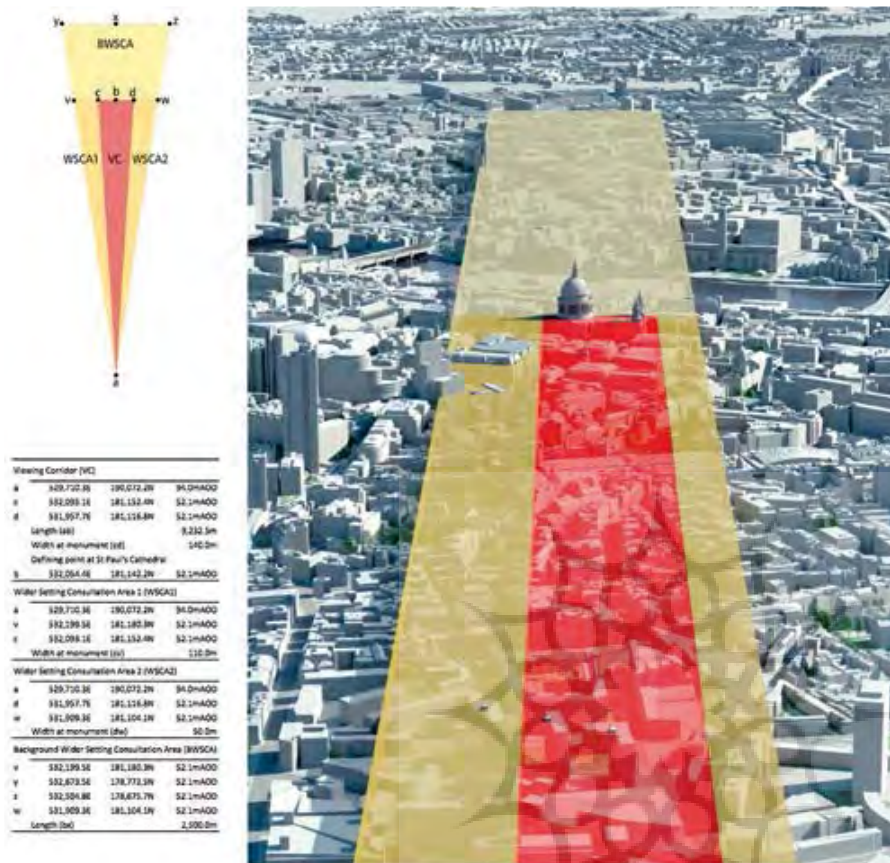 y x z
BWSCA
v c b d w
WSCA1 VC WSCA2
a
Viewing Corridor (VC)
a 529,710.3E 190,072.2N 94.0mAOD
c 532,093.1E 181,152.4N 52.1mAOD
d 531,957.7E 181,116.8N 52.1mAOD
Length (ab) 9,232.5m
Width at monument (cd) 140.0m
Defining point at St Paul's Cathedral
b 532,054.4E 181,142.2N 52.1mAOD
Wider Setting Consultation Area 1 (WSCA1)
a 529,710.3E 190,072.2N 94.0mAOD
v 532,199.5E 181,180.3N 52.1mAOD
c 532,093.1E 181,152.4N 52.1mAOD
Width at monument (cv) 110.0m
Wider Setting Consultation Area 2 (WSCA2)
a 529,710.3E 190,072.2N 94.0mAOD
d 531,957.7E 181,116.8N 52.1mAOD
w 531,909.3E 181,104.1N 52.1mAOD
Width at monument (dw) 50.0m
Background Wider Setting Consultation Area (BWSCA)
v 532,199.5E 181,180.3N 52.1mAOD
y 532,873.5E 178,773.5N 52.1mAOD
z 532,504.8E 178,675.7N 52.1mAOD
w 531,909.3E 181,104.1N 52.1mAOD
Length (bx) 2,500.0m